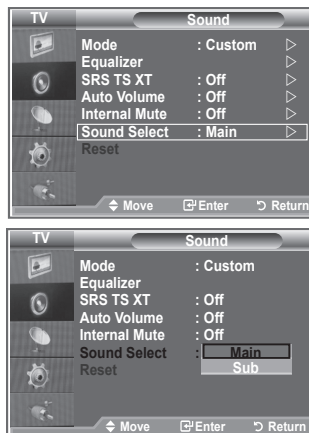 TV Sound
Mode : Custom
Equalizer
SRS TS XT : Off
Auto Volume : Off
Internal Mute : Off
Sound Select : Main
Reset
Move Enter Return
TV Sound
Mode : Custom
Equalizer
SRS TS XT : Off
Auto Volume : Off
Internal Mute : Off
Sound Select : Main
Reset Sub
Move Enter Return